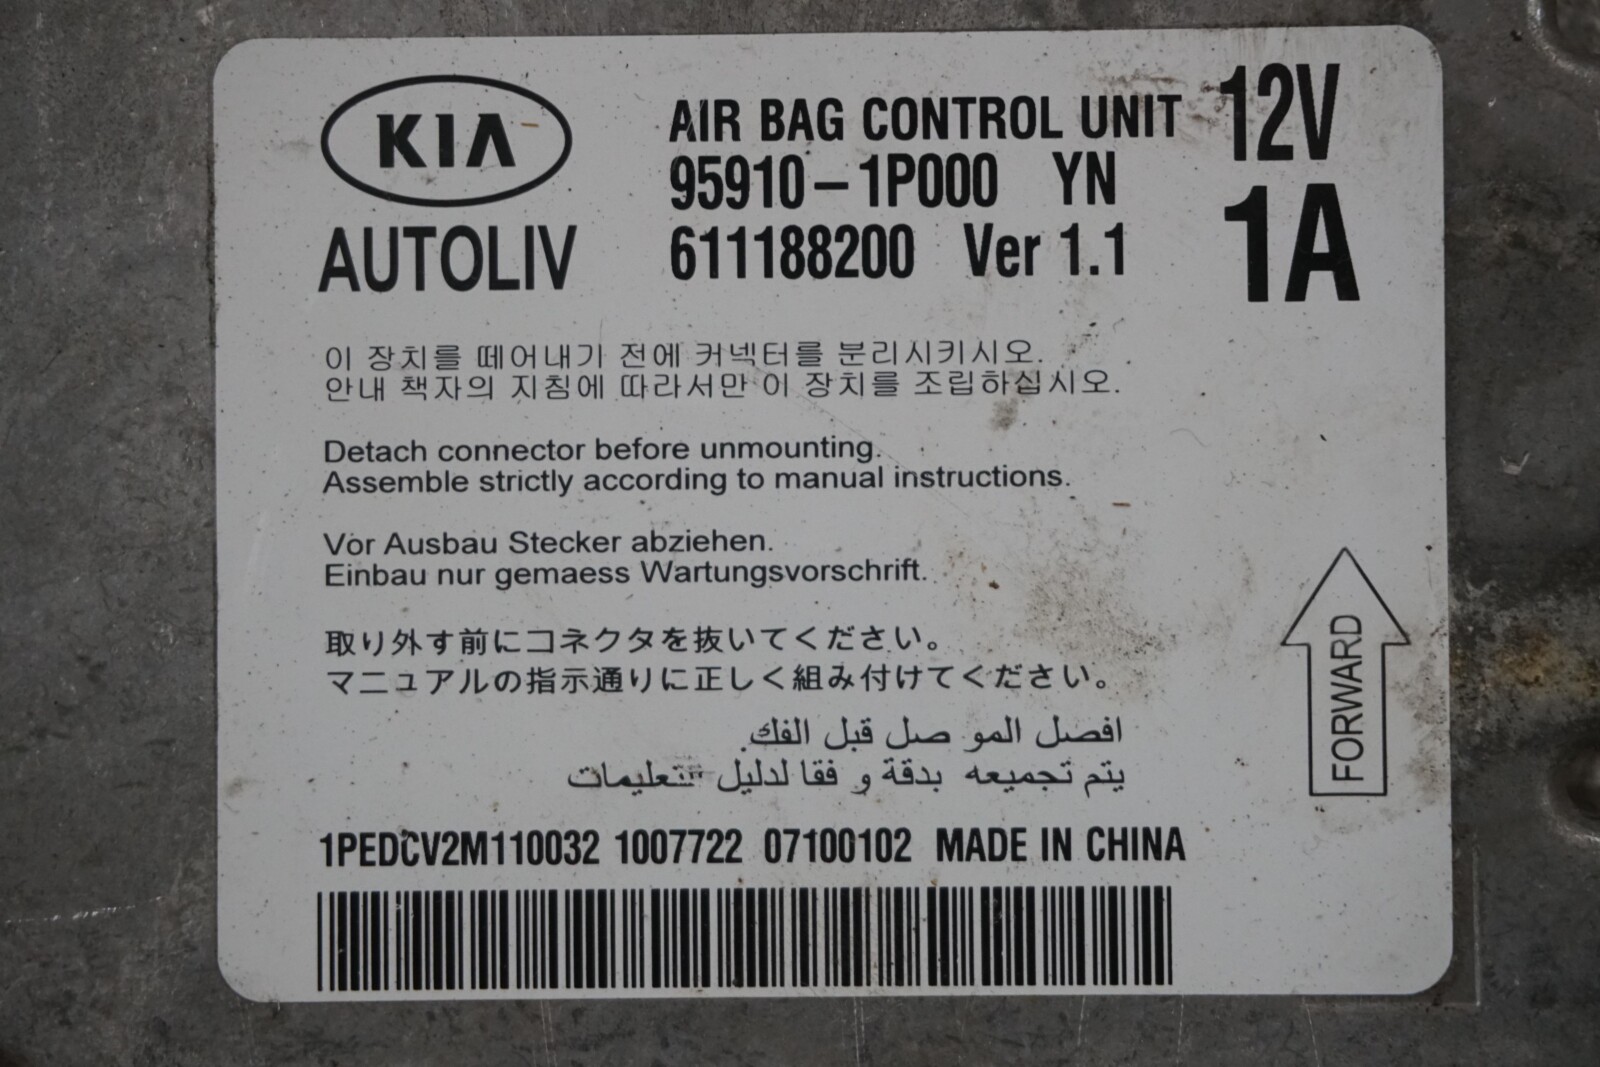 KIA
AUTOLIV
AIR BAG CONTROL UNIT
95910-1P000 YN
611188200 Ver 1.1
12V
1A
이 장치를 떼어내기 전에 커넥터를 분리시키시오.
안내 책자의 지침에 따라서만 이 장치를 조립하십시오.
Detach connector before unmounting.
Assemble strictly according to manual instructions.
Vor Ausbau Stecker abziehen.
Einbau nur gemaess Wartungsvorschrift.
取り外す前にコネクタを抜いてください。
マニュアルの指示通りに正しく組み付けてください。
افصل المو صل قبل الفك.
يتم تجميعه بدقة و فقا لدليل
FORWARD
1PEDCV2M110032 1007722 07100102 MADE IN CHINA